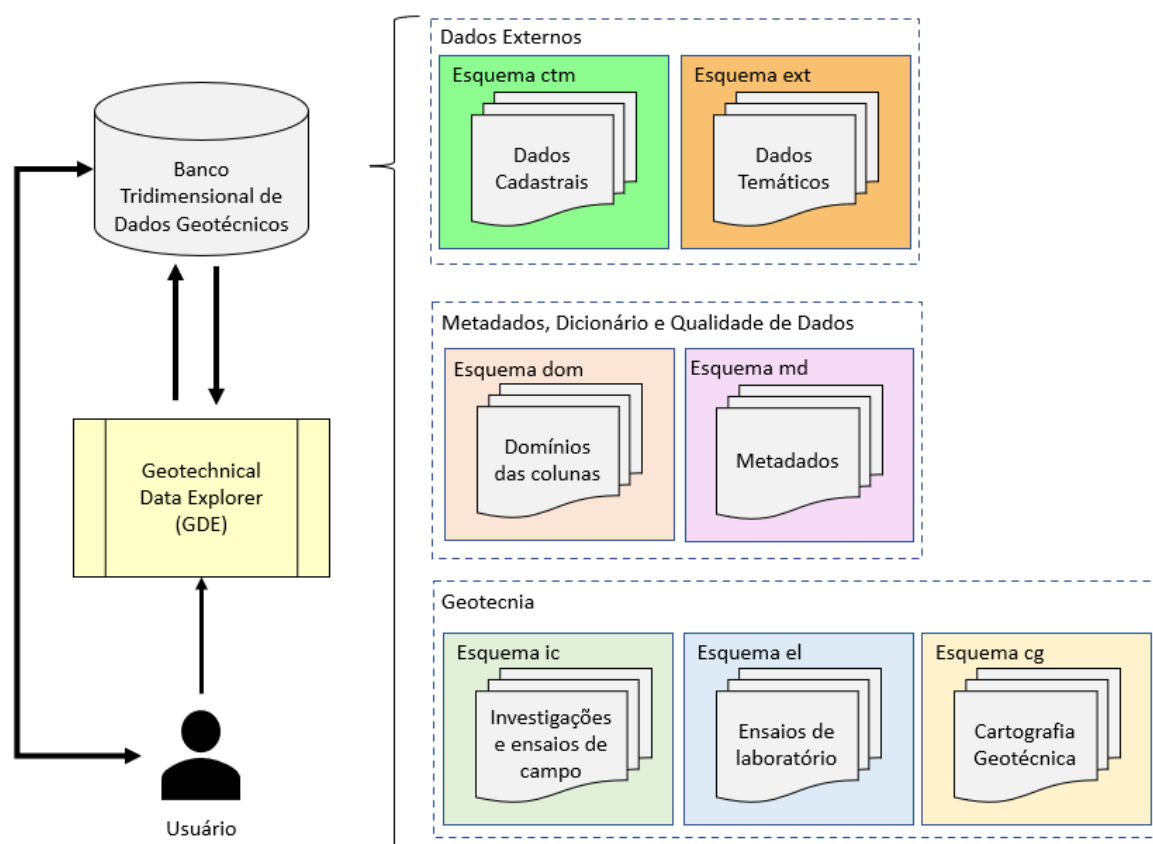 Banco
Tridimensional de
Dados Geotécnicos
Geotechnical
Data Explorer
(GDE)
Usuário
Dados Externos
Esquema ctm
Dados
Cadastrais
Esquema ext
Dados
Temáticos
Metadados, Dicionário e Qualidade de Dados
Esquema dom
Domínios
das colunas
Esquema md
Metadados
Geotecnia
Esquema ic
Investigações
e ensaios de
campo
Esquema el
Ensaios de
laboratório
Esquema cg
Cartografia
Geotécnica